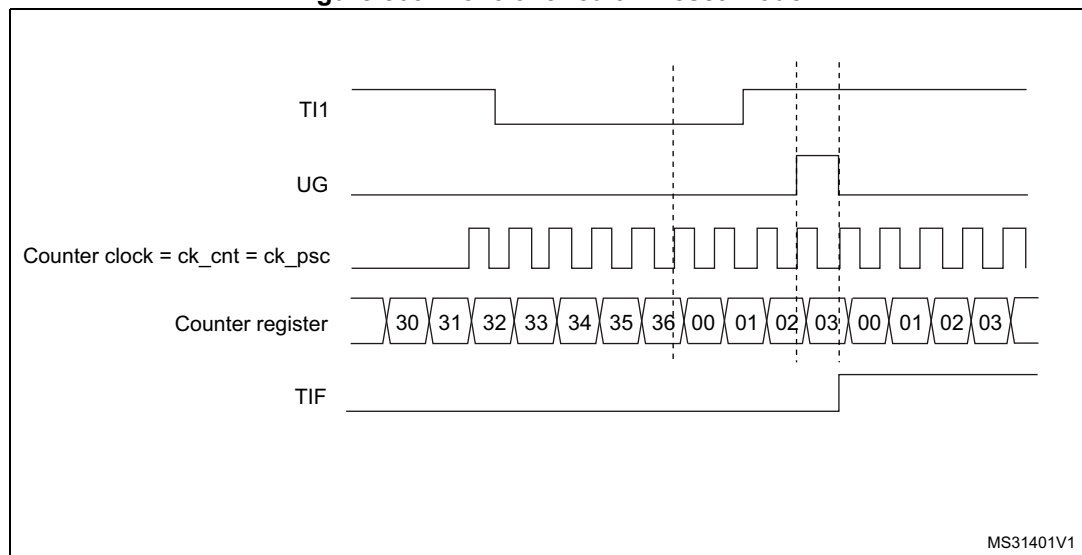 TI1
UG
Counter clock = ck_cnt = ck_psc
Counter register
30 31 32 33 34 35 36 00 01 02 03 00 01 02 03
TIF
MS31401V1